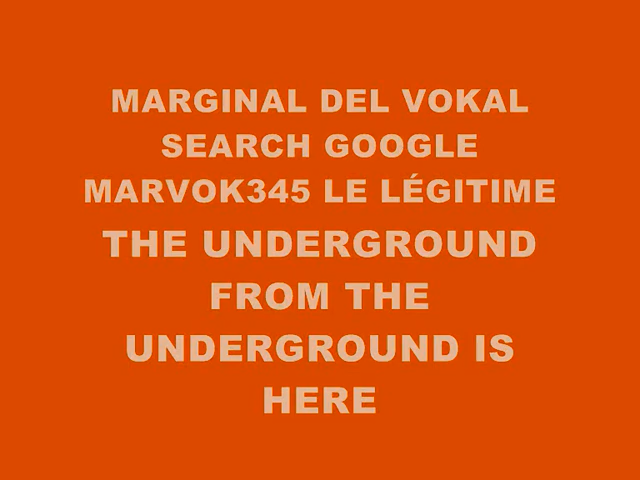 MARGINAL DEL VOKAL
SEARCH GOOGLE
MARVOK345 LE LÉGITIME
THE UNDERGROUND
FROM THE
UNDERGROUND IS
HERE